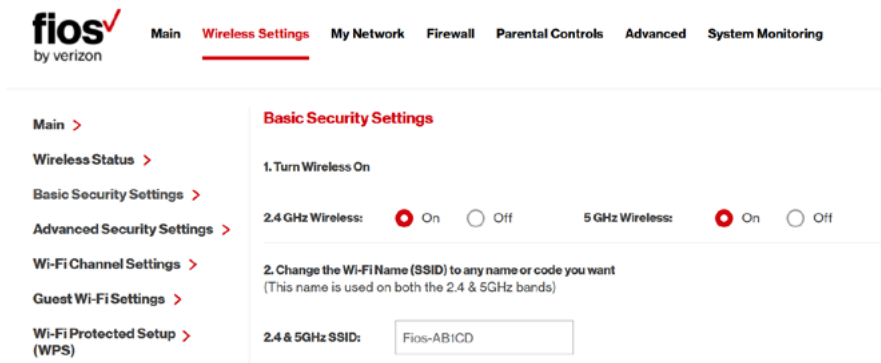 fios
by verizon
Main Wireless Settings My Network Firewall Parental Controls Advanced System Monitoring
Main >
Wireless Status >
Basic Security Settings >
Advanced Security Settings >
Wi-Fi Channel Settings >
Guest Wi-Fi Settings >
Wi-Fi Protected Setup >
(WPS)
Basic Security Settings
1. Turn Wireless On
2.4 GHz Wireless: On Off 5 GHz Wireless: On Off
2. Change the Wi-Fi Name (SSID) to any name or code you want
(This name is used on both the 2.4 & 5GHz bands)
2.4 & 5GHz SSID: Fios-AB1CD